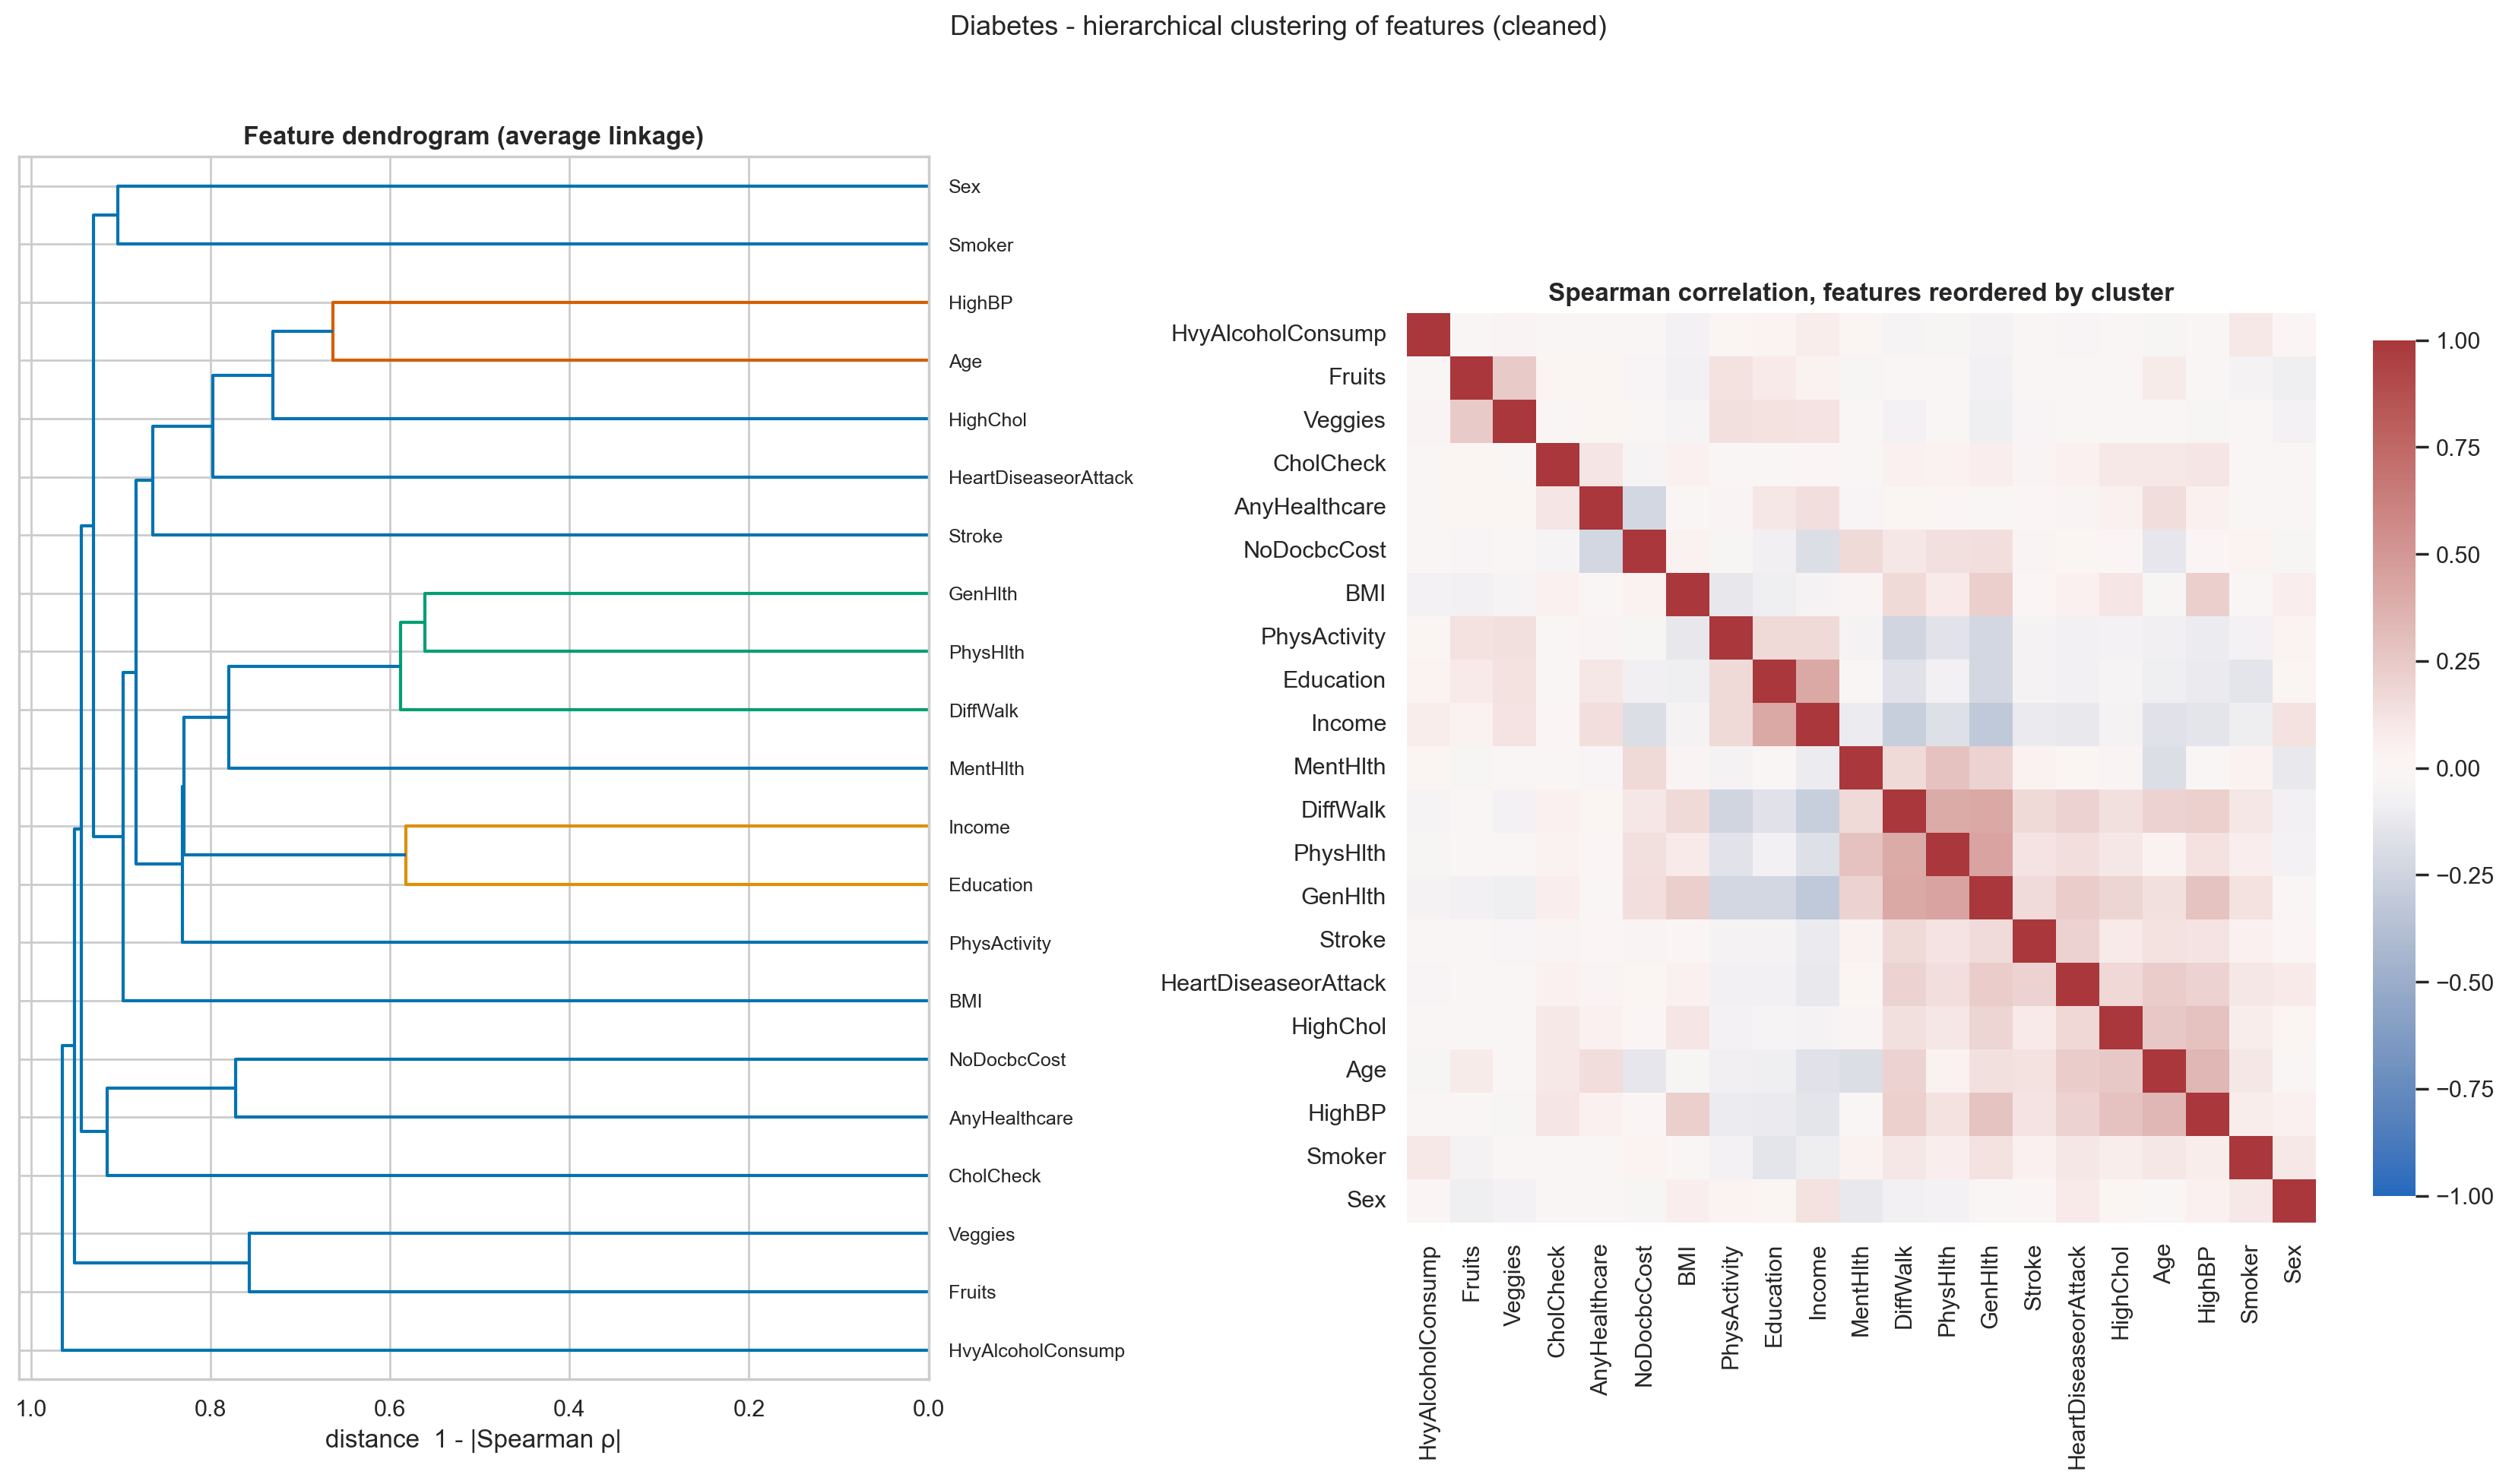 Diabetes - hierarchical clustering of features (cleaned)
Feature dendrogram (average linkage)
Sex
Smoker
HighBP
Age
HighChol
HeartDiseaseorAttack
Stroke
GenHlth
PhysHlth
DiffWalk
MentHlth
Income
Education
PhysActivity
BMI
NoDocbcCost
AnyHealthcare
CholCheck
Veggies
Fruits
HvyAlcoholConsump
1.0 0.8 0.6 0.4 0.2 0.0
distance 1 - |Spearman ρ|
Spearman correlation, features reordered by cluster
HvyAlcoholConsump
Fruits
Veggies
CholCheck
AnyHealthcare
NoDocbcCost
BMI
PhysActivity
Education
Income
MentHlth
DiffWalk
PhysHlth
GenHlth
Stroke
HeartDiseaseorAttack
HighChol
Age
HighBP
Smoker
Sex
HvyAlcoholConsump
Fruits
Veggies
CholCheck
AnyHealthcare
NoDocbcCost
BMI
PhysActivity
Education
Income
MentHlth
DiffWalk
PhysHlth
GenHlth
Stroke
HeartDiseaseorAttack
HighChol
Age
HighBP
Smoker
Sex
1.00
0.75
0.50
0.25
0.00
−0.25
−0.50
−0.75
−1.00